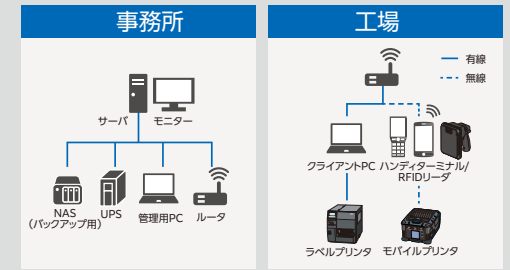 事務所
サーバ
モニター
NAS
(バックアップ用)
UPS
管理用PC
ルータ
工場
有線
無線
クライアントPC
ハンディターミナル/
RFIDリーダ
ラベルプリンタ
モバイルプリンタ